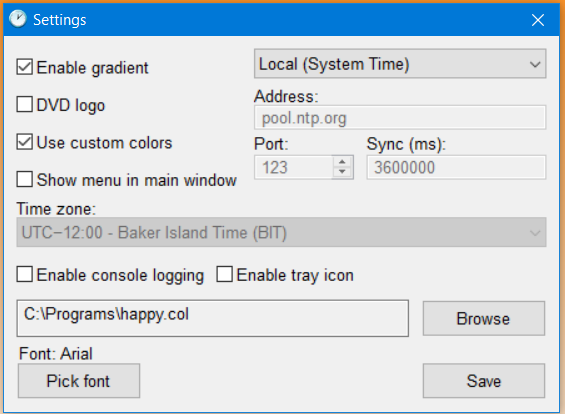 Settings
Enable gradient
Local (System Time)
DVD logo
Address:
pool.ntp.org
Use custom colors
Port:
Sync (ms):
123
3600000
Show menu in main window
Time zone:
UTC−12:00 - Baker Island Time (BIT)
Enable console logging
Enable tray icon
C:\Programs\happy.col
Browse
Font: Arial
Pick font
Save